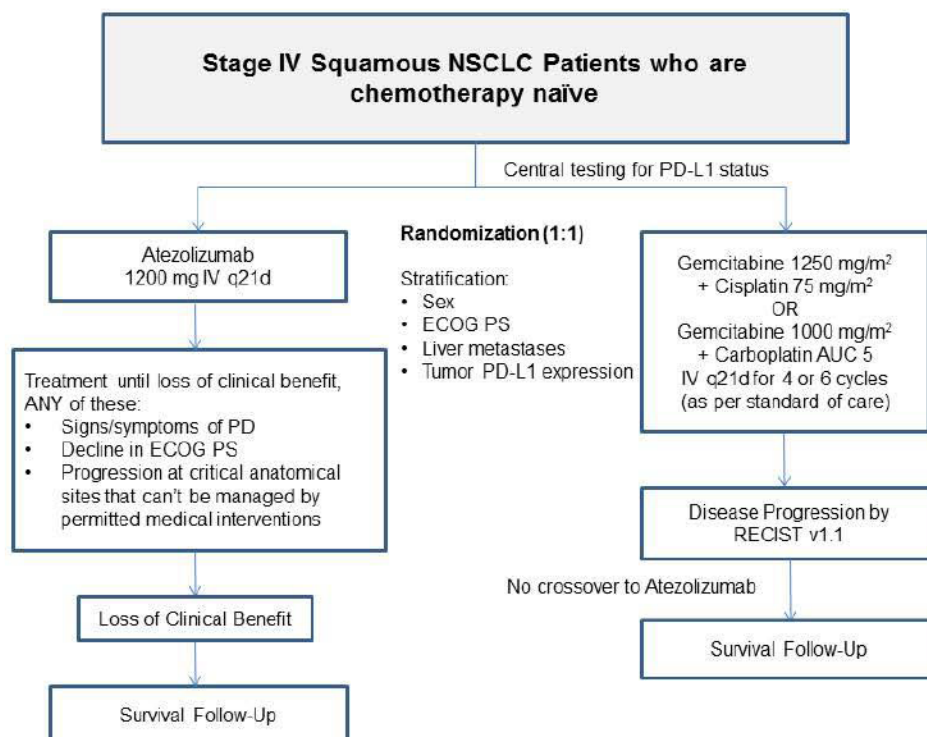 Stage IV Squamous NSCLC Patients who are
chemotherapy naïve
Central testing for PD-L1 status
Atezolizumab
1200 mg IV q21d
Randomization (1:1)
Stratification:
• Sex
• ECOG PS
• Liver metastases
• Tumor PD-L1 expression
Gemcitabine 1250 mg/m²
+ Cisplatin 75 mg/m²
OR
Gemcitabine 1000 mg/m²
+ Carboplatin AUC 5
IV q21d for 4 or 6 cycles
(as per standard of care)
Treatment until loss of clinical benefit,
ANY of these:
• Signs/symptoms of PD
• Decline in ECOG PS
• Progression at critical anatomical
sites that can't be managed by
permitted medical interventions
Disease Progression by
RECIST v1.1
No crossover to Atezolizumab
Loss of Clinical Benefit
Survival Follow-Up
Survival Follow-Up